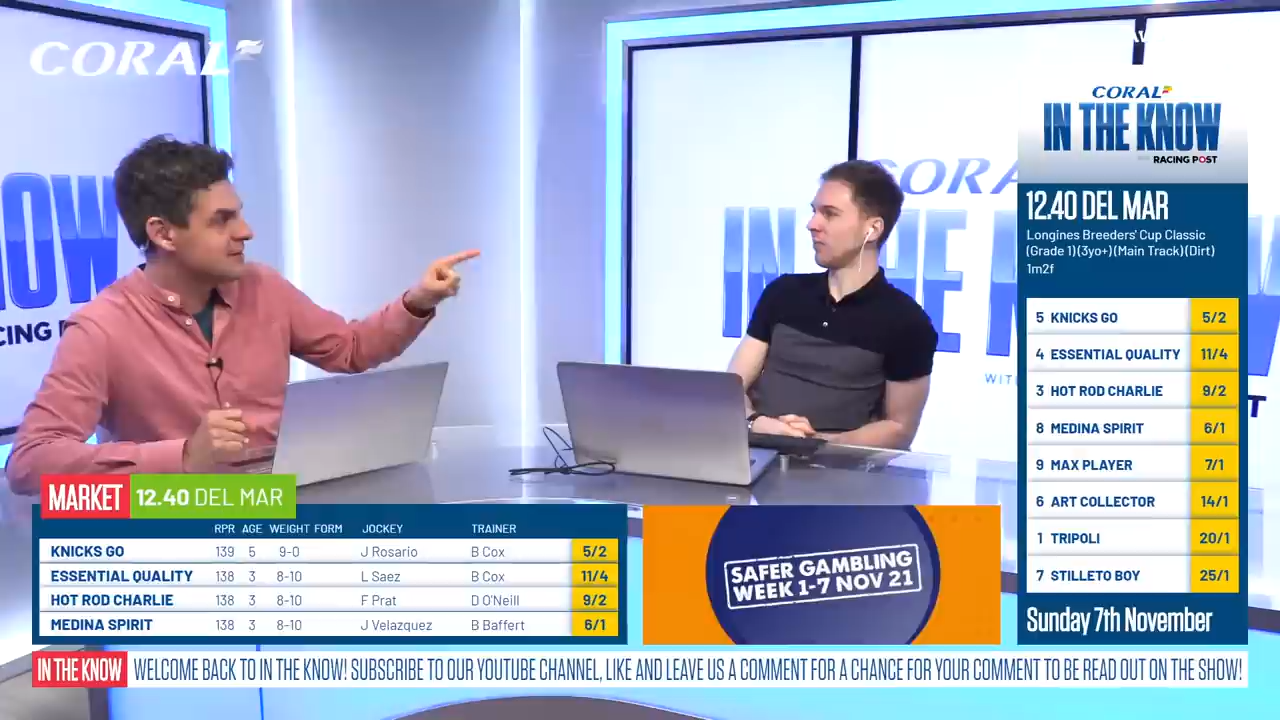 CORAL
NOW
CING P
CORA
IN THE
WIT
CORAL
IN THE KNOW
RACING POST
12.40 DEL MAR
Longines Breeders' Cup Classic
(Grade 1)(3yo+)(Main Track)(Dirt)
1m2f
5 KNICKS GO 5/2
4 ESSENTIAL QUALITY 11/4
3 HOT ROD CHARLIE 9/2
8 MEDINA SPIRIT 6/1
9 MAX PLAYER 7/1
6 ART COLLECTOR 14/1
1 TRIPOLI 20/1
7 STILLETO BOY 25/1
Sunday 7th November
MARKET 12.40 DEL MAR
RPR AGE WEIGHT FORM JOCKEY TRAINER
KNICKS GO 139 5 9-0 J Rosario B Cox 5/2
ESSENTIAL QUALITY 138 3 8-10 L Saez B Cox 11/4
HOT ROD CHARLIE 138 3 8-10 F Prat D O'Neill 9/2
MEDINA SPIRIT 138 3 8-10 J Velazquez B Baffert 6/1
SAFER GAMBLING
WEEK 1-7 NOV 21
IN THE KNOW WELCOME BACK TO IN THE KNOW! SUBSCRIBE TO OUR YOUTUBE CHANNEL, LIKE AND LEAVE US A COMMENT FOR A CHANCE FOR YOUR COMMENT TO BE READ OUT ON THE SHOW!